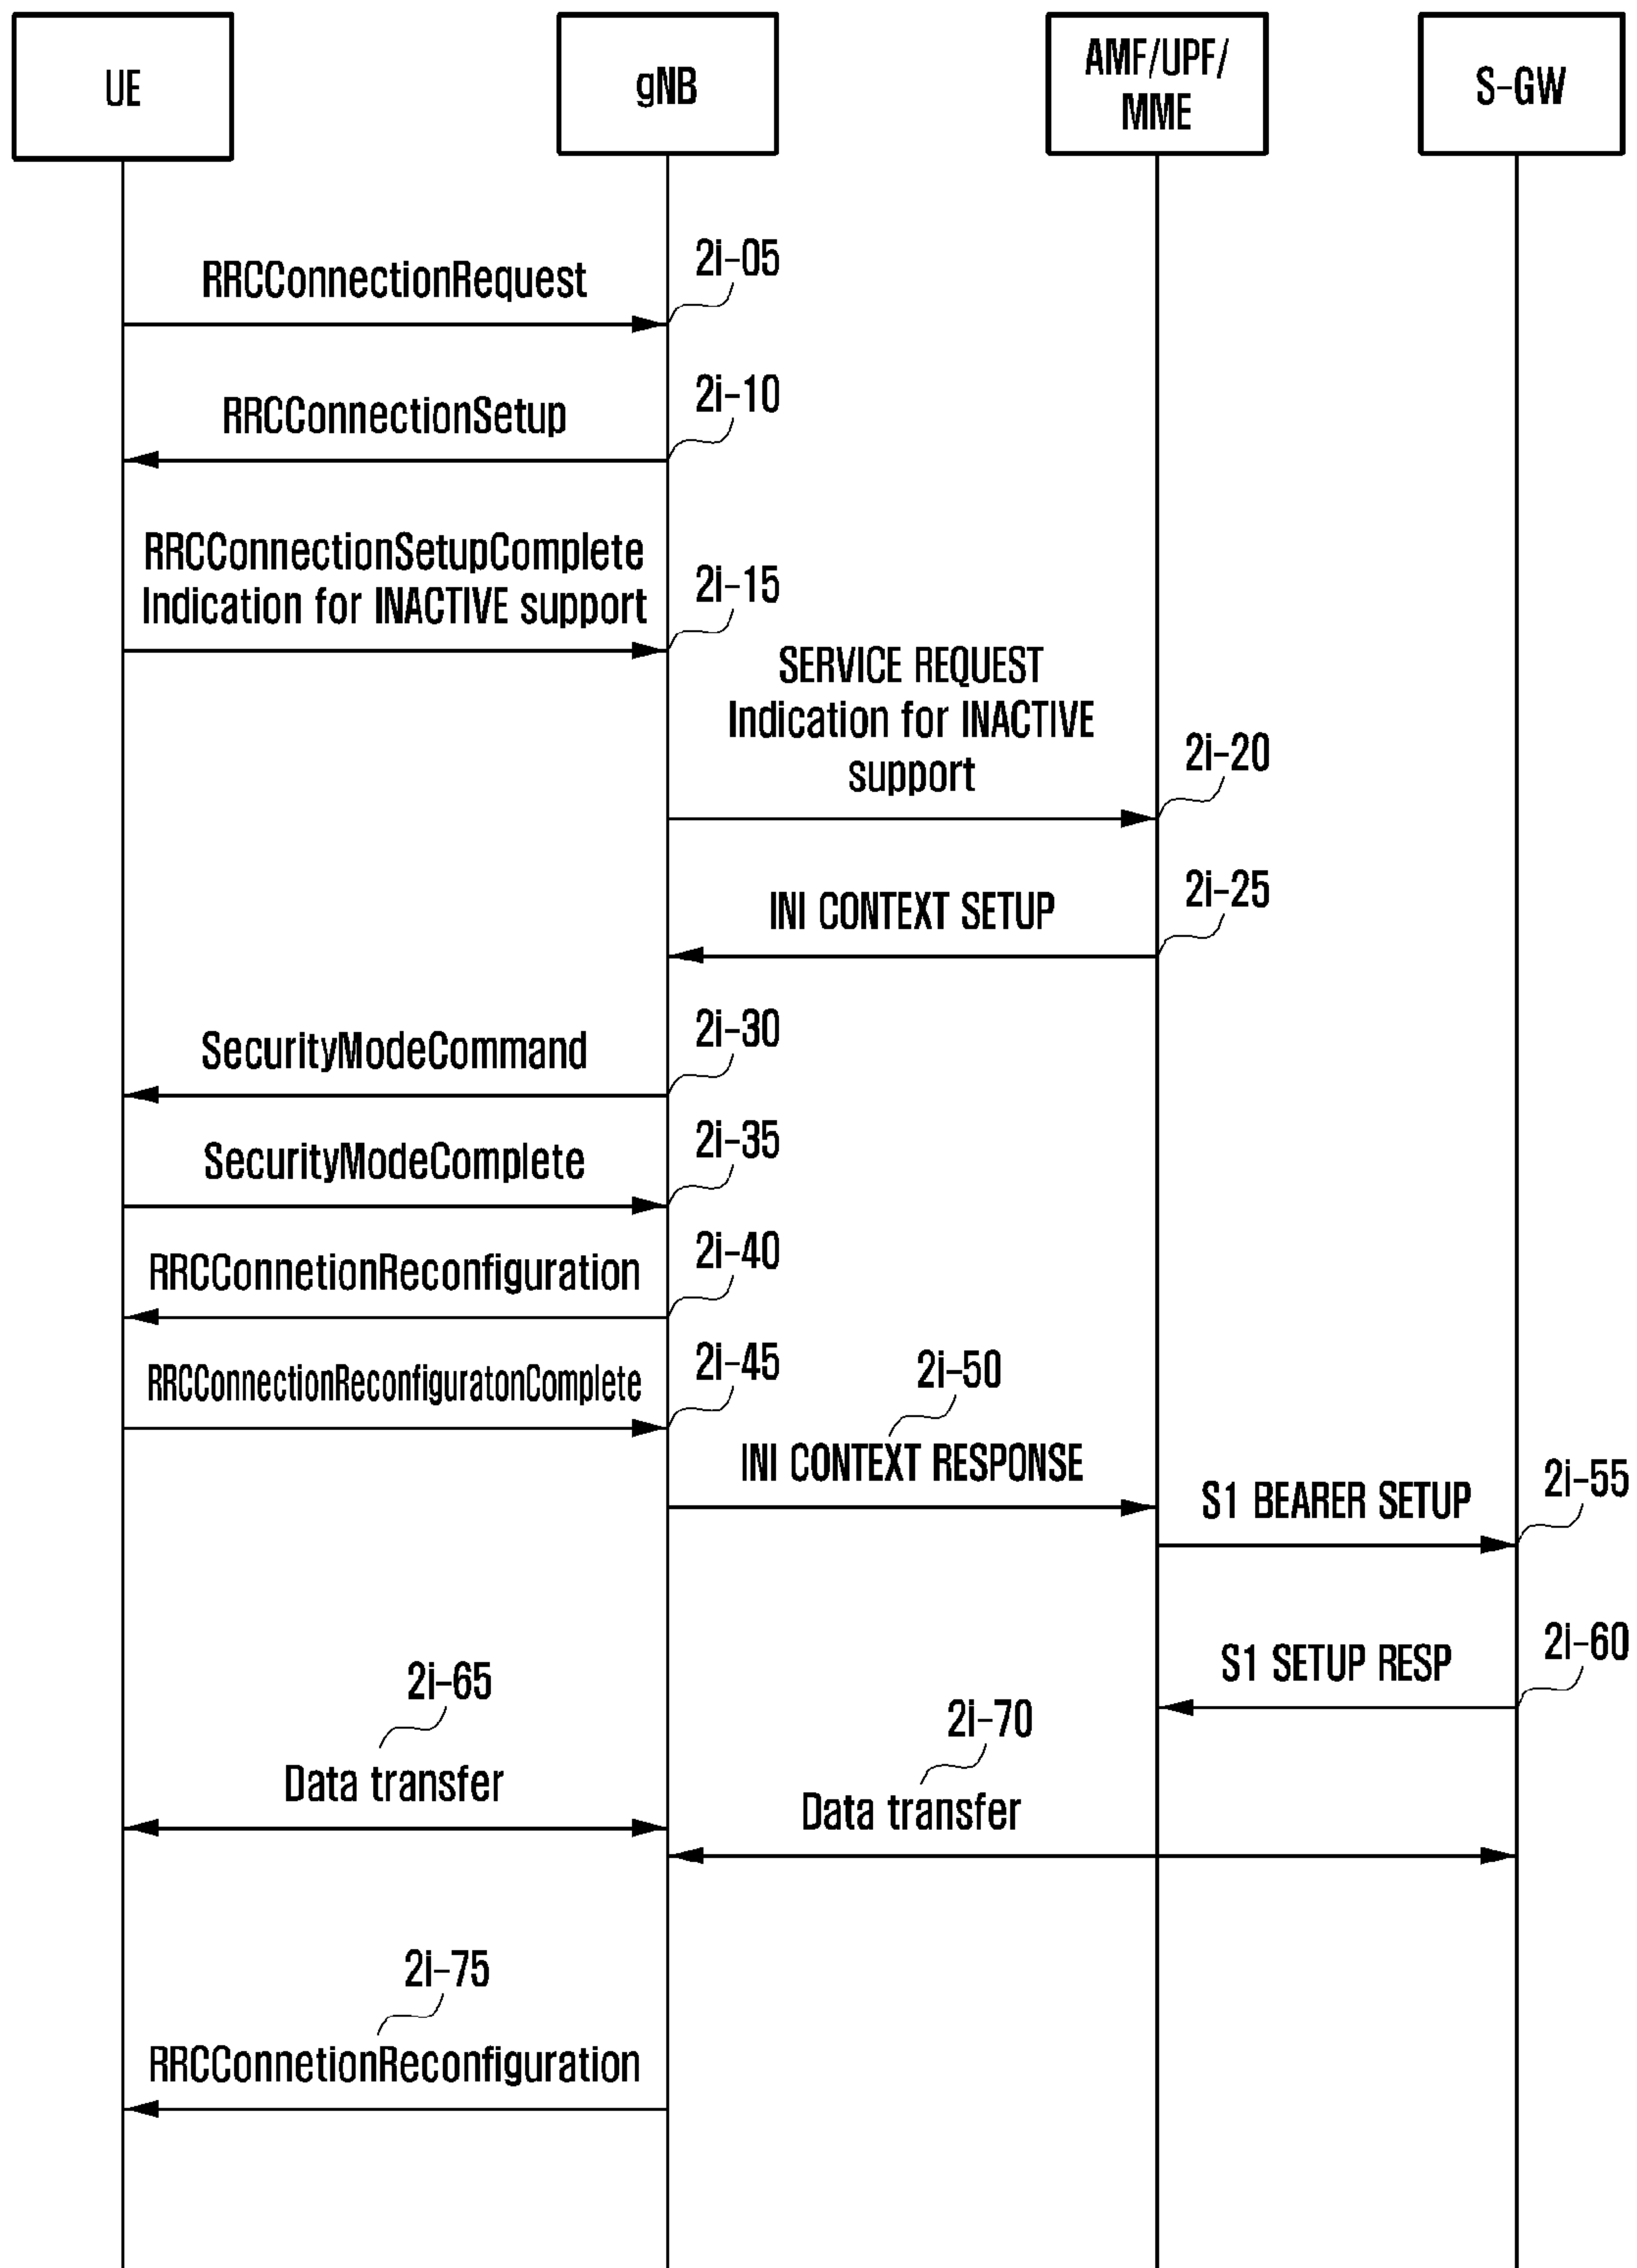 UE
gNB
AMF/UPF/
MME
S-GW
RRCConnectionRequest
2i-05
RRCConnectionSetup
2i-10
RRCConnectionSetupComplete
Indication for INACTIVE support
2i-15
SERVICE REQUEST
Indication for INACTIVE
support
2i-20
INI CONTEXT SETUP
2i-25
SecurityModeCommand
2i-30
SecurityModeComplete
2i-35
RRCConnetionReconfiguration
2i-40
RRCConnectionReconfiguratonComplete
2i-45
2i-50
INI CONTEXT RESPONSE
S1 BEARER SETUP
2i-55
S1 SETUP RESP
2i-60
2i-65
Data transfer
2i-70
Data transfer
2i-75
RRCConnetionReconfiguration